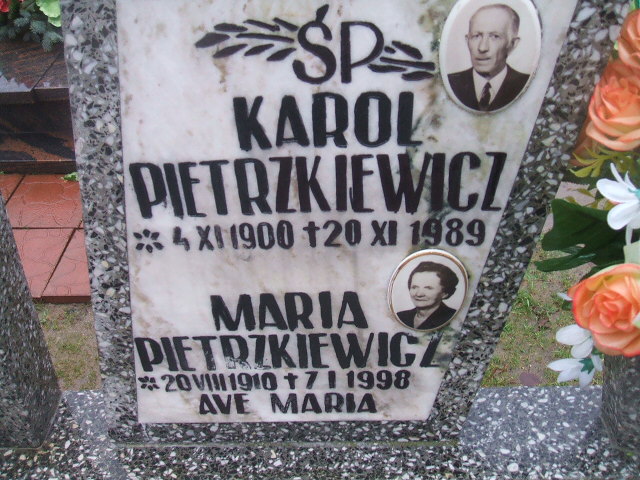 ŚP
KAROL
PIETRZKIEWICZ
* 4 XI 1900 † 20 XI 1989
MARIA
PIETRZKIEWICZ
* 20 VIII 1910 † 7 I 1998
AVE MARIA